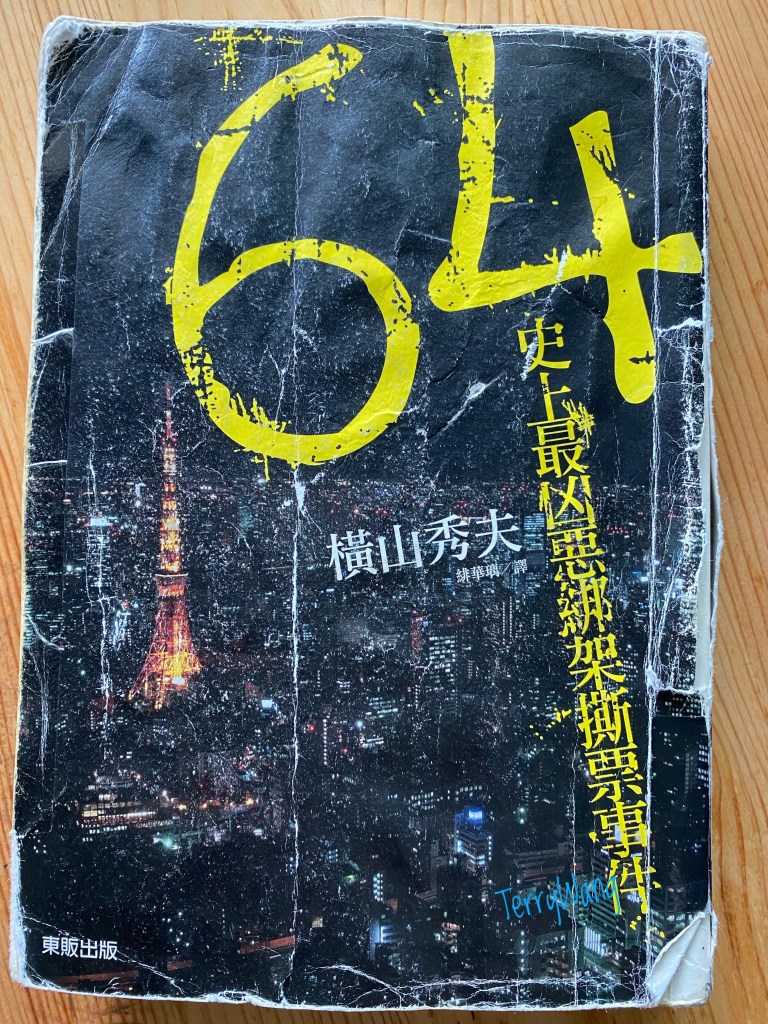 64
史上最凶惡綁架撕票事件
橫山秀夫
緋華璃／譯
TerryWang
東販出版